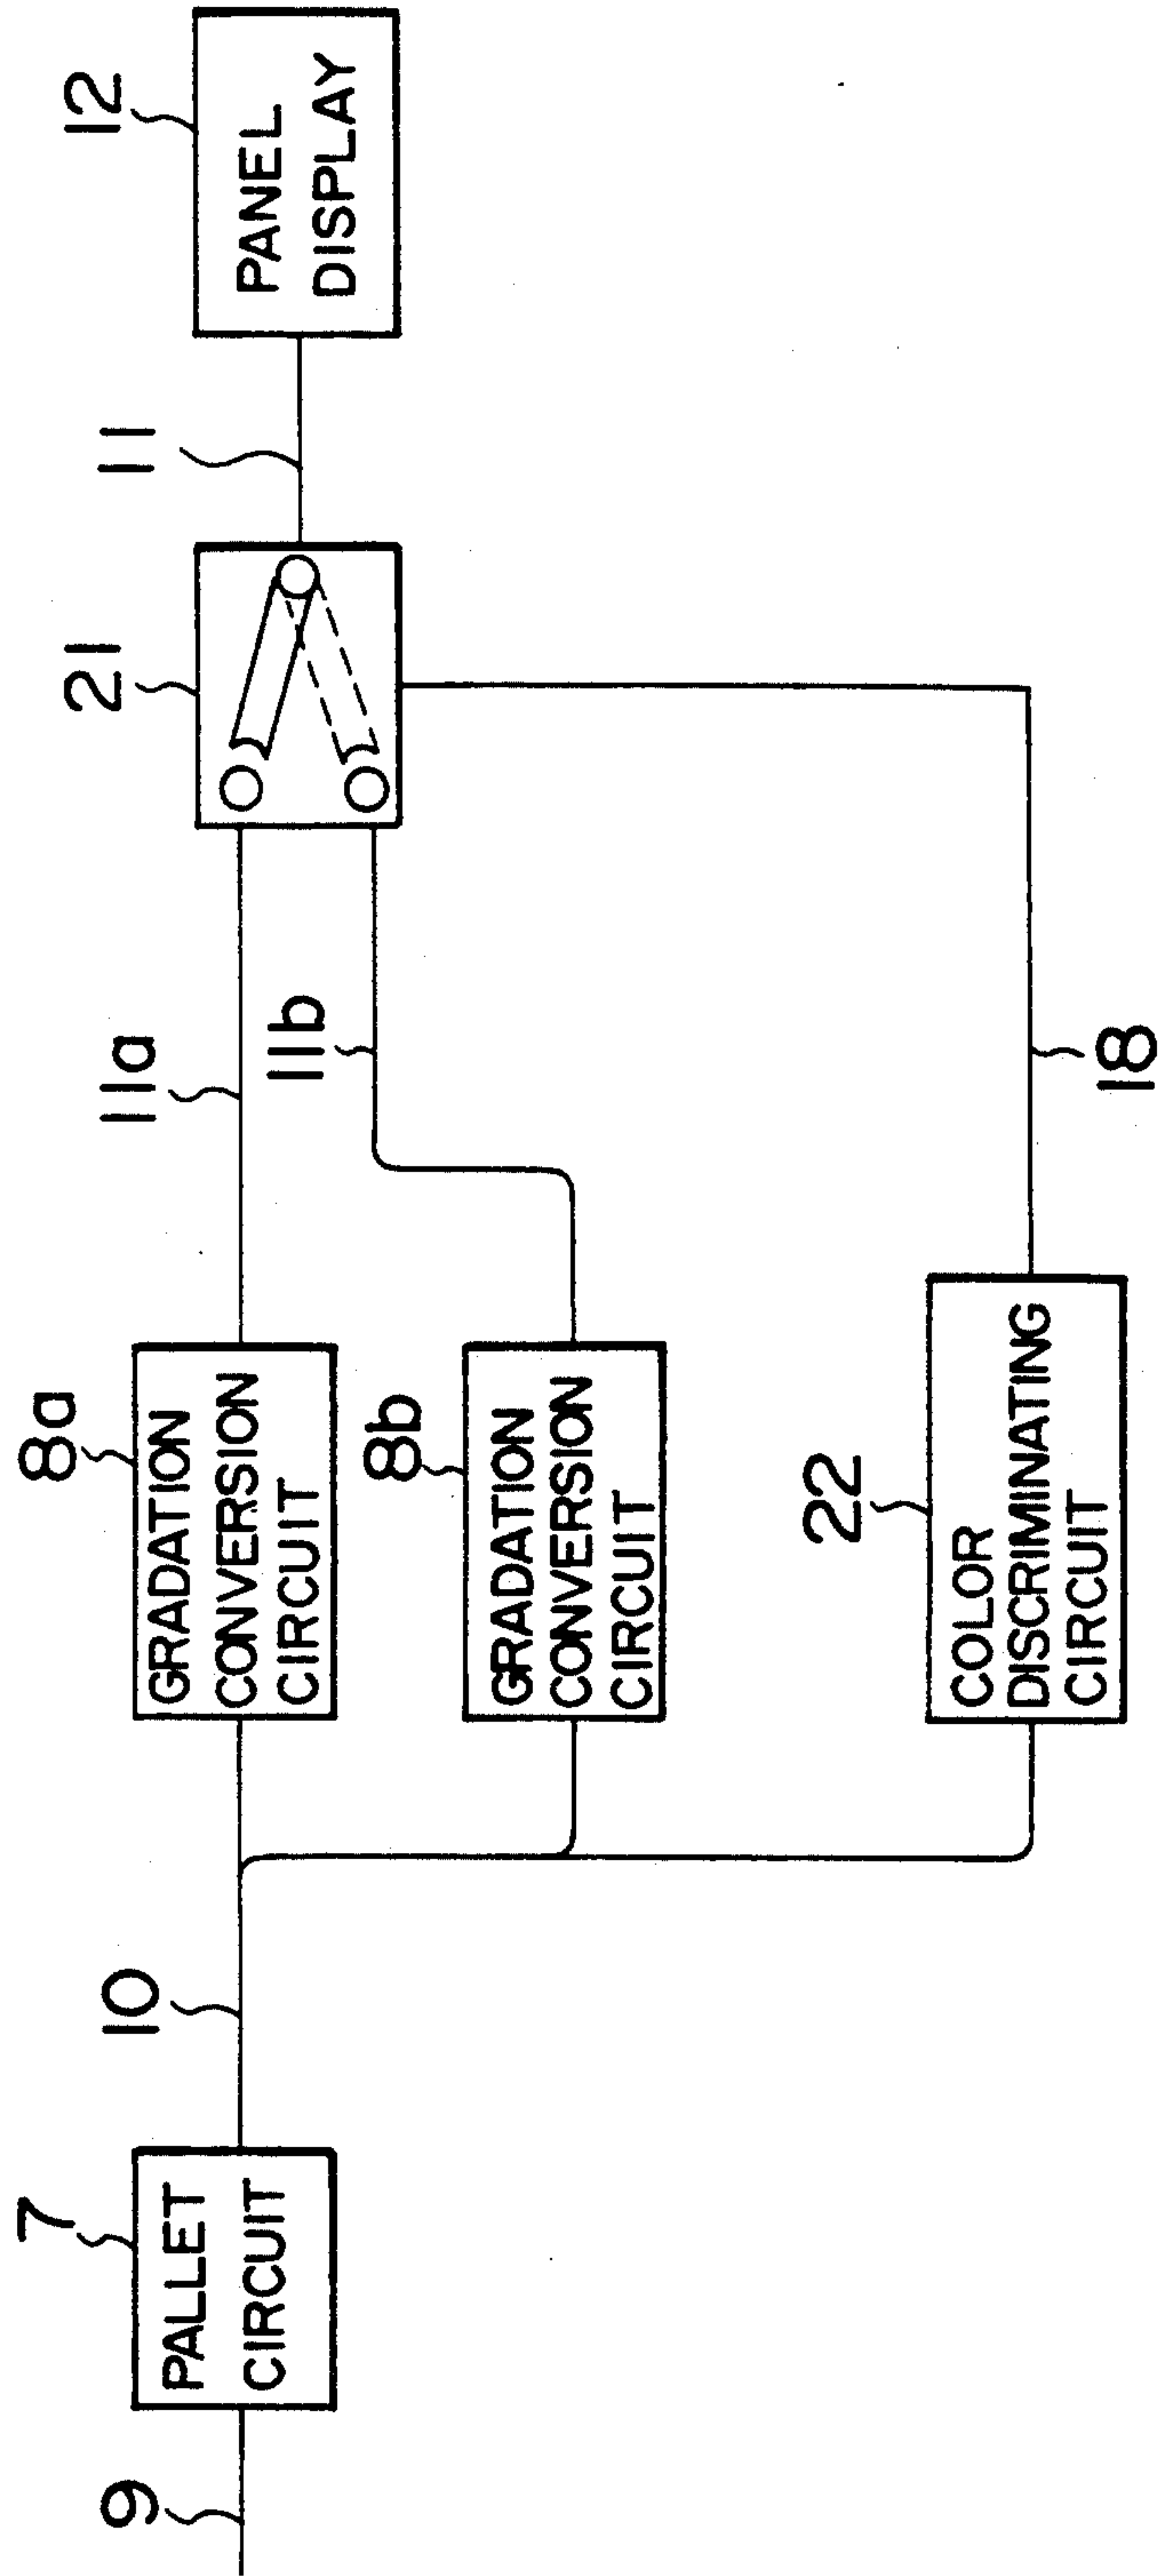 9
7
PALLET
CIRCUIT
10
8a
GRADATION
CONVERSION
CIRCUIT
8b
GRADATION
CONVERSION
CIRCUIT
22
COLOR
DISCRIMINATING
CIRCUIT
11a
11b
18
21
11
12
PANEL
DISPLAY